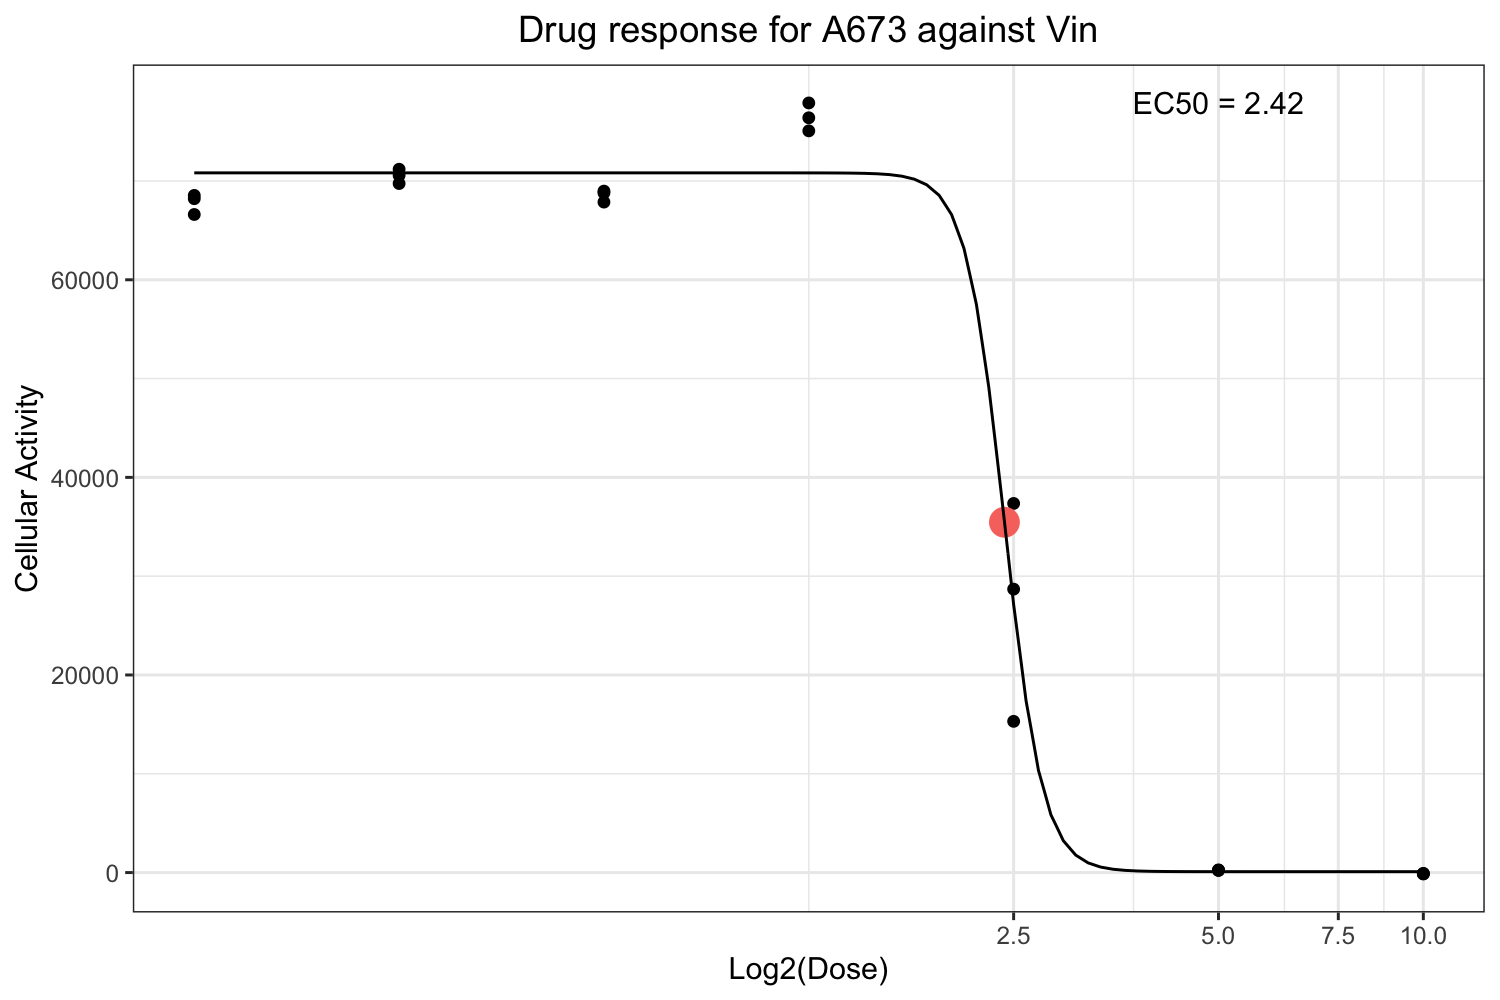 Drug response for A673 against Vin
EC50 = 2.42
Cellular Activity
60000
40000
20000
0
2.5 5.0 7.5 10.0
Log2(Dose)